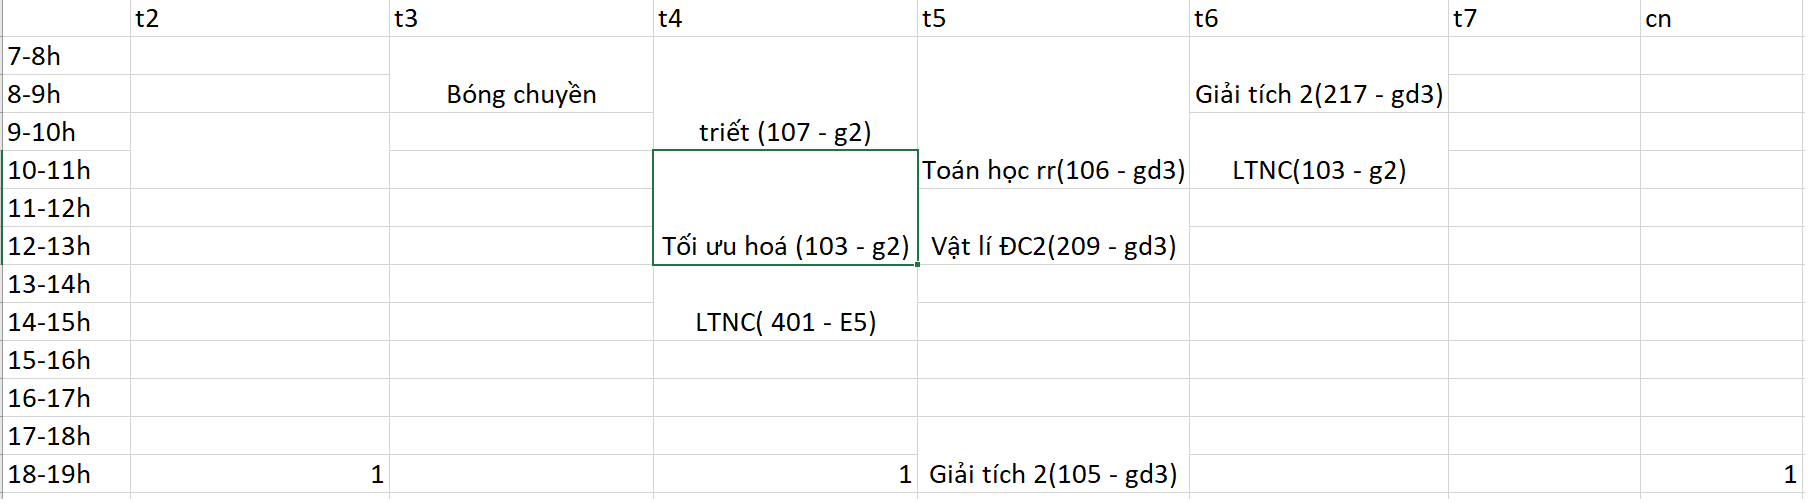 t2 t3 t4 t5 t6 t7 cn
7-8h
8-9h Bóng chuyền Giải tích 2(217 - gd3)
9-10h triết (107 - g2)
10-11h Toán học rr(106 - gd3) LTNC(103 - g2)
11-12h
12-13h Tối ưu hoá (103 - g2) Vật lí ĐC2(209 - gd3)
13-14h
14-15h LTNC( 401 - E5)
15-16h
16-17h
17-18h
18-19h 1 1 Giải tích 2(105 - gd3) 1